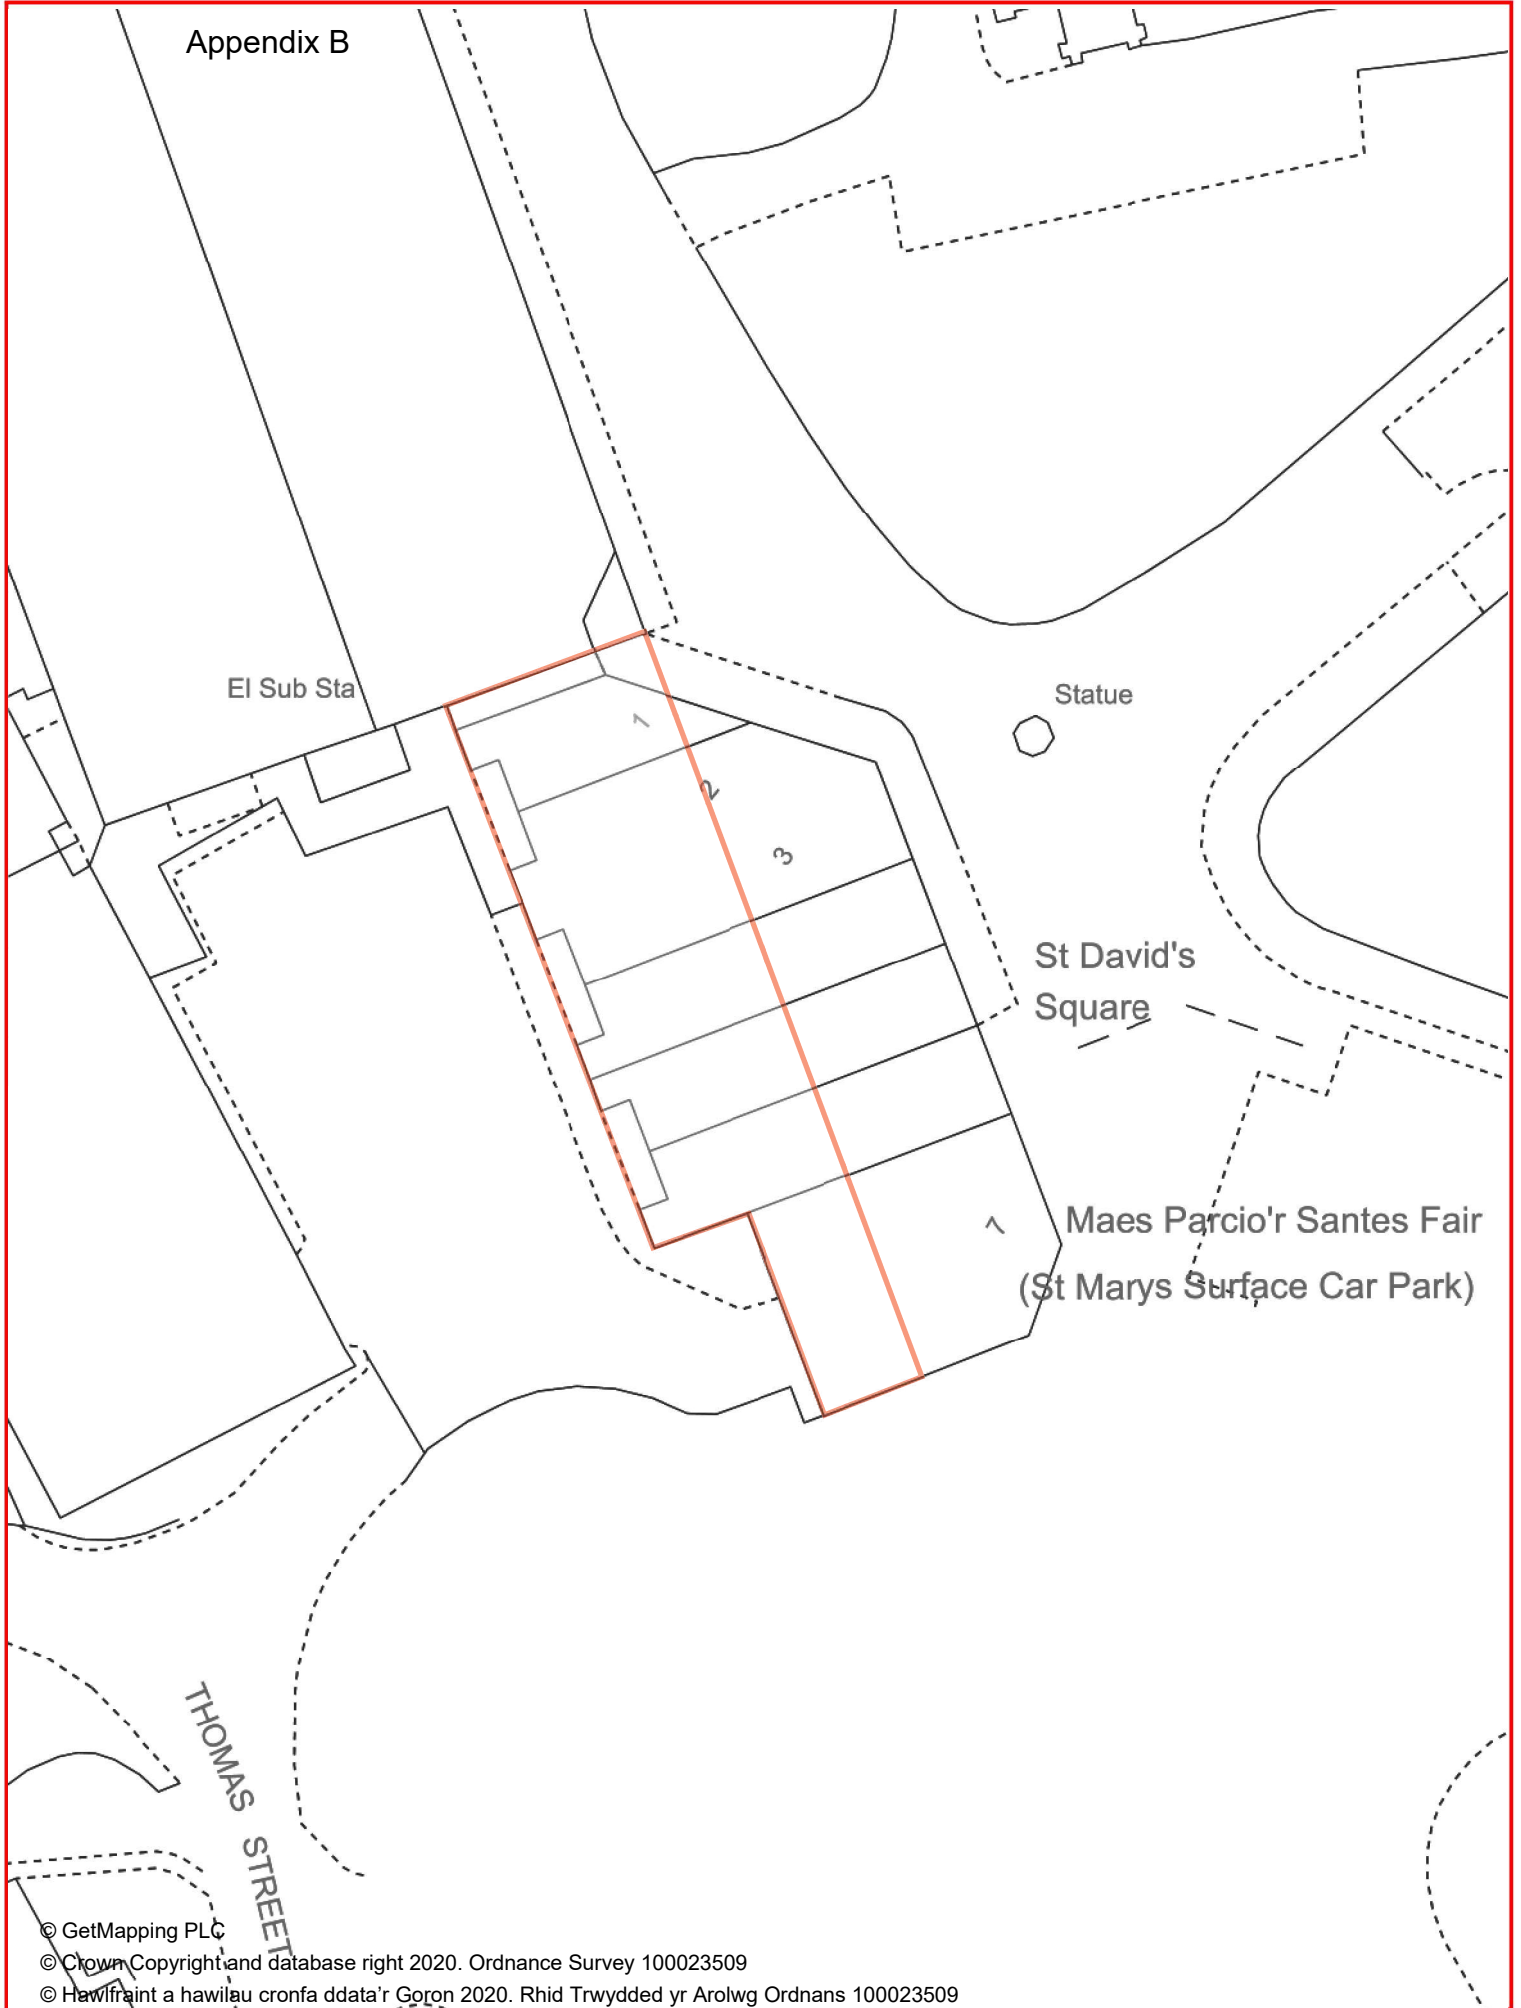 Appendix B
El Sub Sta
Statue
1
2
3
St David's
Square
7
Maes Parcio'r Santes Fair
(St Marys Surface Car Park)
THOMAS STREET
© GetMapping PLC
© Crown Copyright and database right 2020. Ordnance Survey 100023509
© Hawlfraint a hawliau cronfa ddata’r Goron 2020. Rhid Trwydded yr Arolwg Ordnans 100023509